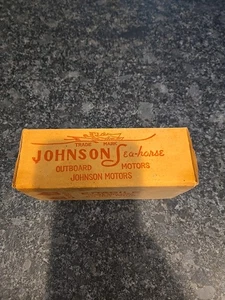 TRADE MARK
JOHNSON Sea-horse
OUTBOARD MOTORS
JOHNSON MOTORS